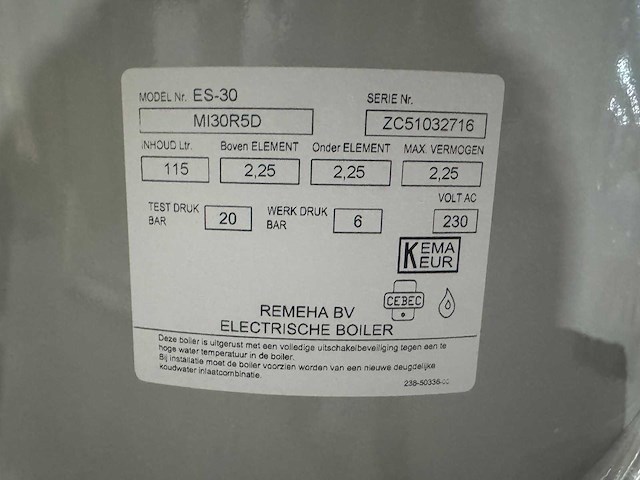 MODEL Nr. ES-30 SERIE Nr.
MI30R5D ZC51032716
INHOUD Ltr. Boven ELEMENT Onder ELEMENT MAX. VERMOGEN
115 2,25 2,25 2,25
VOLT AC
TEST DRUK BAR 20 WERK DRUK BAR 6 230
KEMA KEUR
CEBEC
REMEHA BV
ELECTRISCHE BOILER
Deze boiler is uitgerust met een volledige uitschakelbeveiliging tegen een te
hoge water temperatuur in de boiler.
Bij installatie moet de boiler voorzien worden van een nieuwe deugdelijke
koudwater inlaatcombinatie.